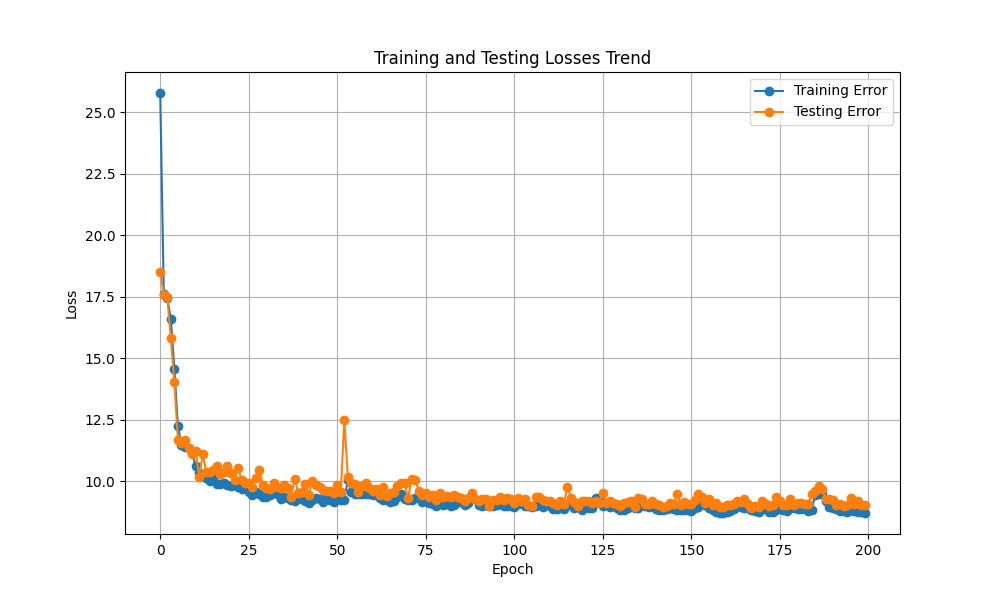 Training and Testing Losses Trend
Training Error
Testing Error
25.0
22.5
20.0
17.5
15.0
12.5
10.0
Loss
0 25 50 75 100 125 150 175 200
Epoch